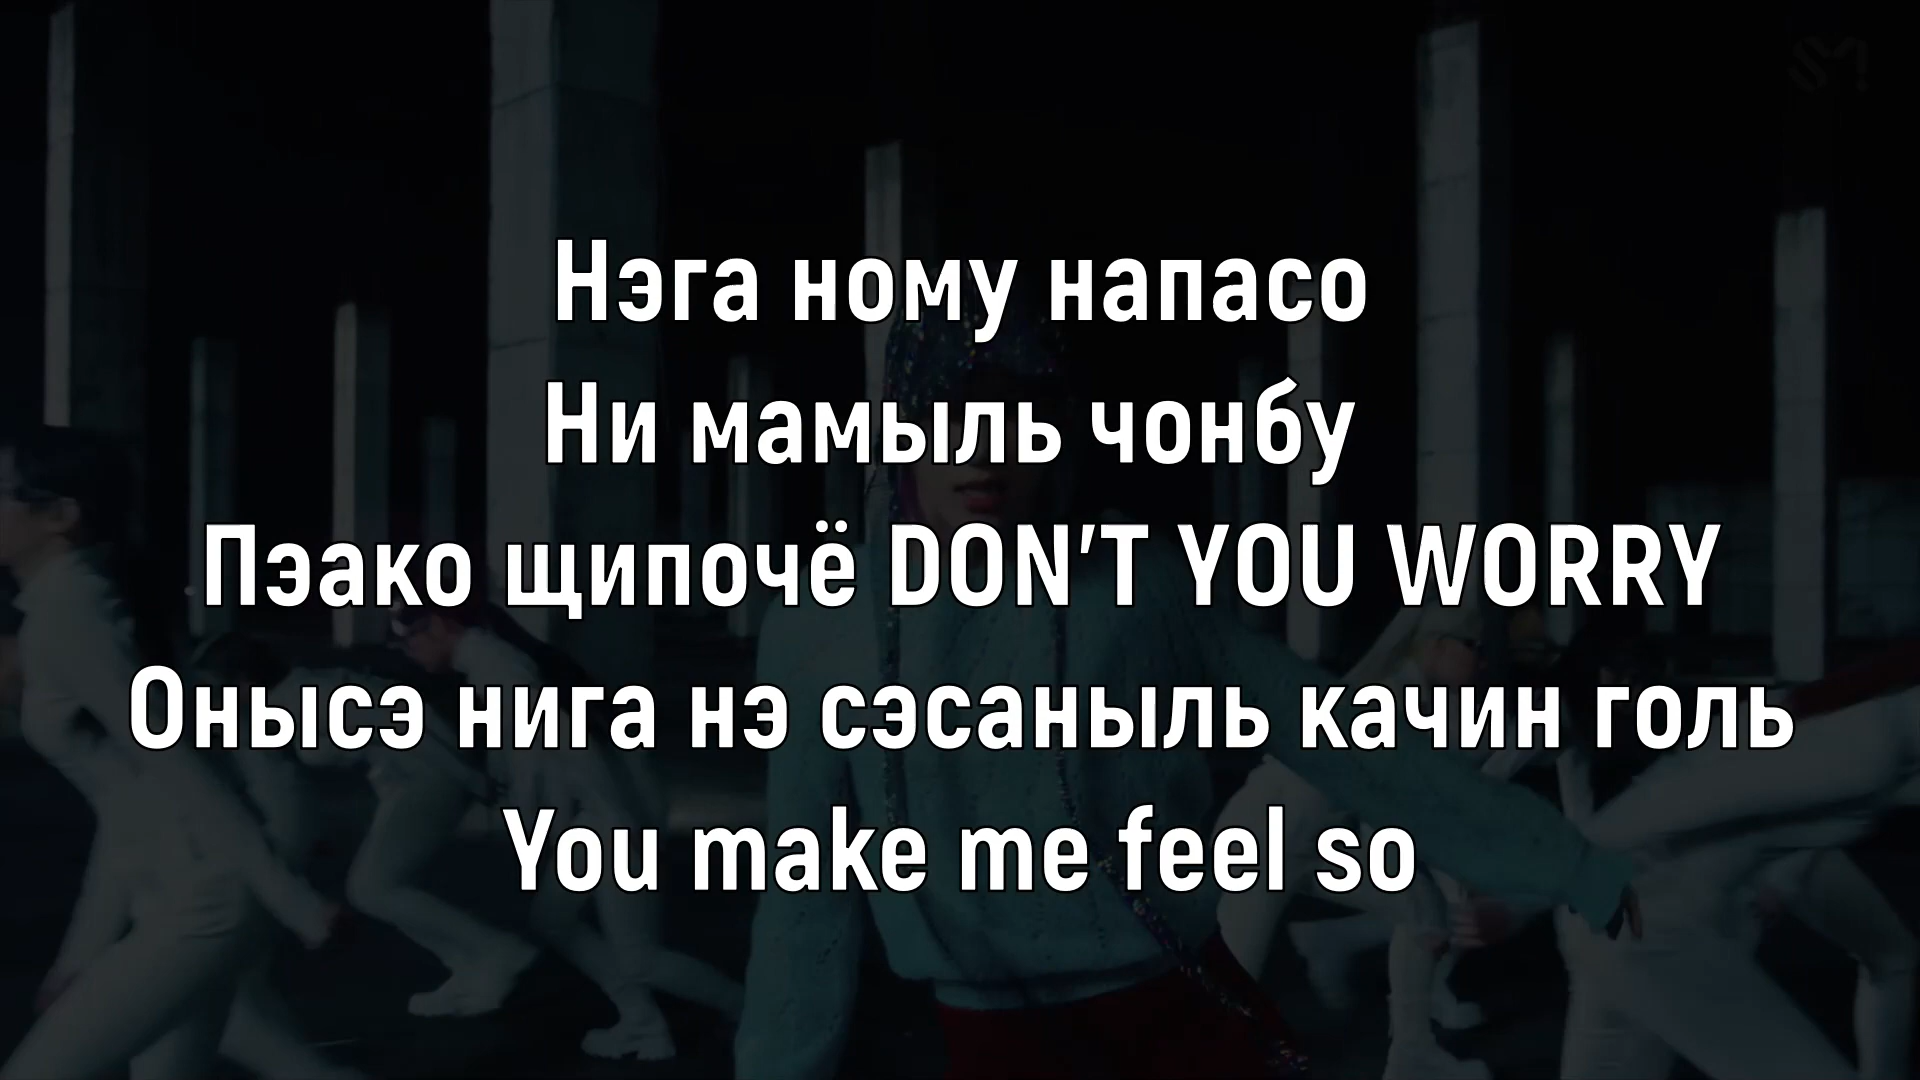 Нэга ному напасо
Ни мамыль чонбу
Пэако щипочё DON'T YOU WORRY
Онысэ нига нэ сэсаныль качин голь
You make me feel so
SM